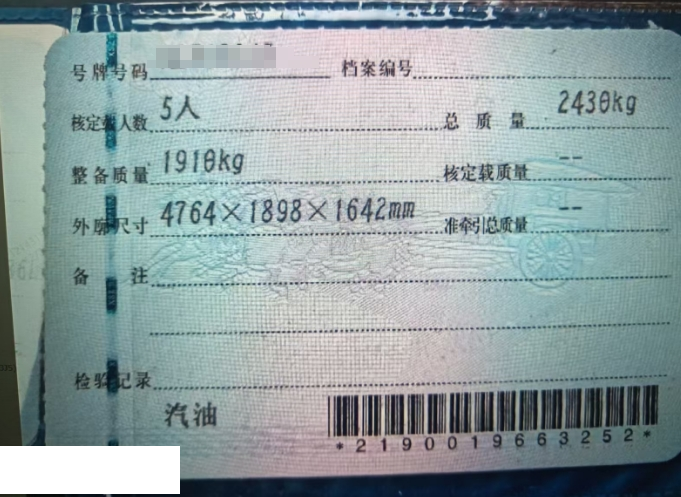 号牌号码 档案编号
核定载人数 5人 总质量 2430kg
整备质量 1910kg 核定载质量 --
外廓尺寸 4764×1898×1642mm 准牵引总质量 --
备注
检验记录
汽油
*2190019663252*